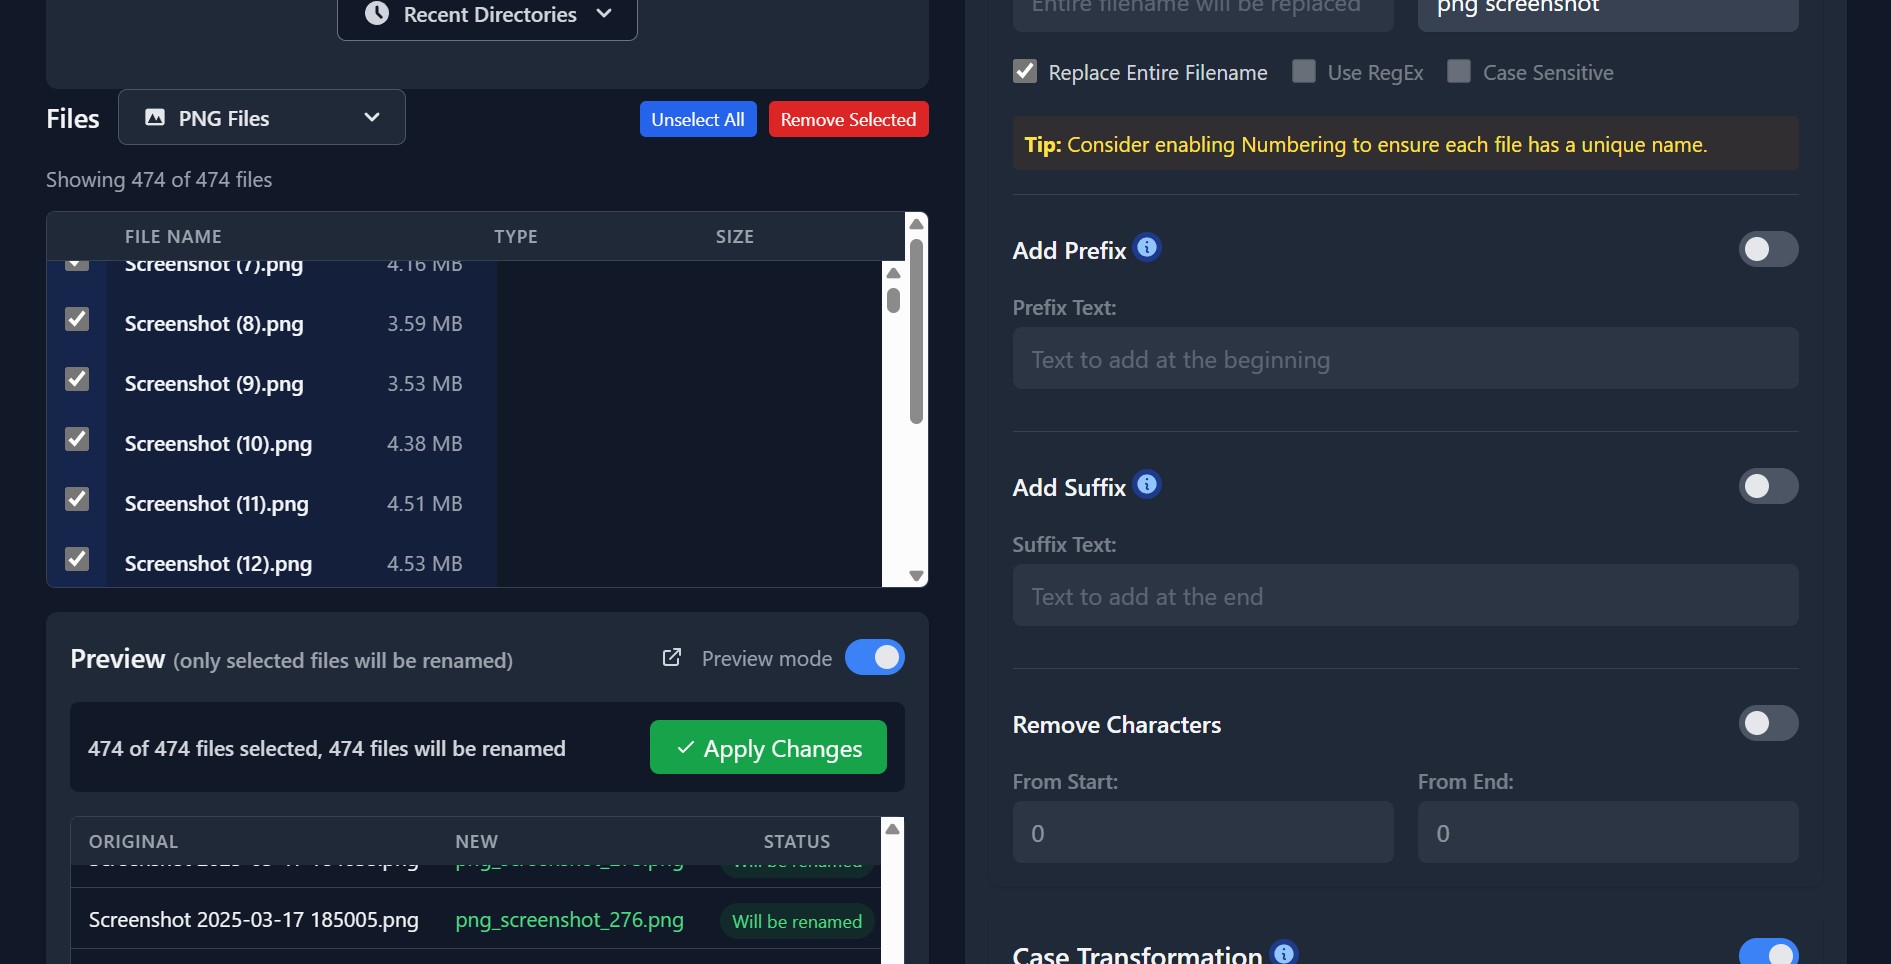 Recent Directories
Files
PNG Files
Unselect All
Remove Selected
Showing 474 of 474 files
FILE NAME TYPE SIZE
Screenshot (7).png 4.16 MB
Screenshot (8).png 3.59 MB
Screenshot (9).png 3.53 MB
Screenshot (10).png 4.38 MB
Screenshot (11).png 4.51 MB
Screenshot (12).png 4.53 MB
Preview (only selected files will be renamed)
Preview mode
474 of 474 files selected, 474 files will be renamed
Apply Changes
ORIGINAL NEW STATUS
Will be renamed
Screenshot 2025-03-17 185005.png png_screenshot_276.png Will be renamed
Entire filename will be replaced
png screenshot
Replace Entire Filename
Use RegEx
Case Sensitive
Tip: Consider enabling Numbering to ensure each file has a unique name.
Add Prefix
Prefix Text:
Text to add at the beginning
Add Suffix
Suffix Text:
Text to add at the end
Remove Characters
From Start: From End:
0 0
Case Transformation